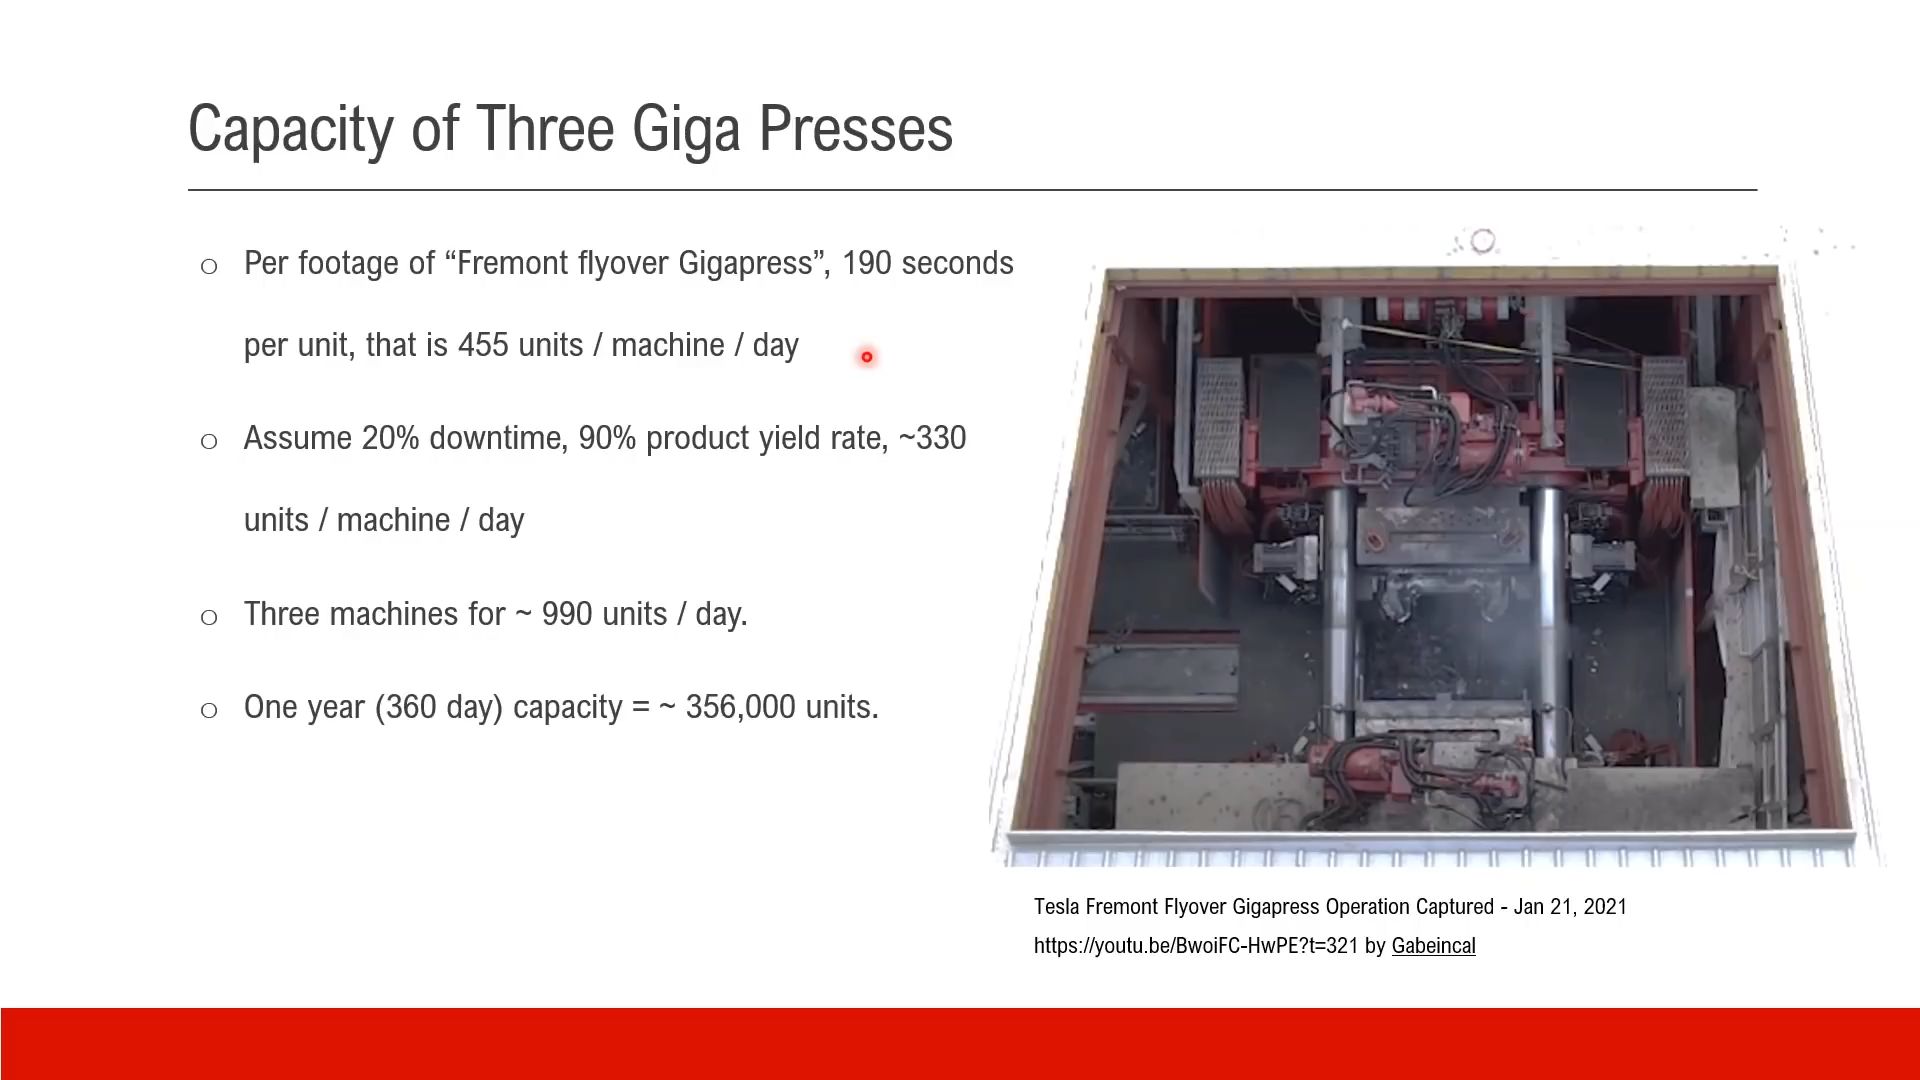 Capacity of Three Giga Presses
o Per footage of “Fremont flyover Gigapress”, 190 seconds
per unit, that is 455 units / machine / day
o Assume 20% downtime, 90% product yield rate, ~330
units / machine / day
o Three machines for ~ 990 units / day.
o One year (360 day) capacity = ~ 356,000 units.
Tesla Fremont Flyover Gigapress Operation Captured - Jan 21, 2021
https://youtu.be/BwoiFC-HwPE?t=321 by Gabeincal